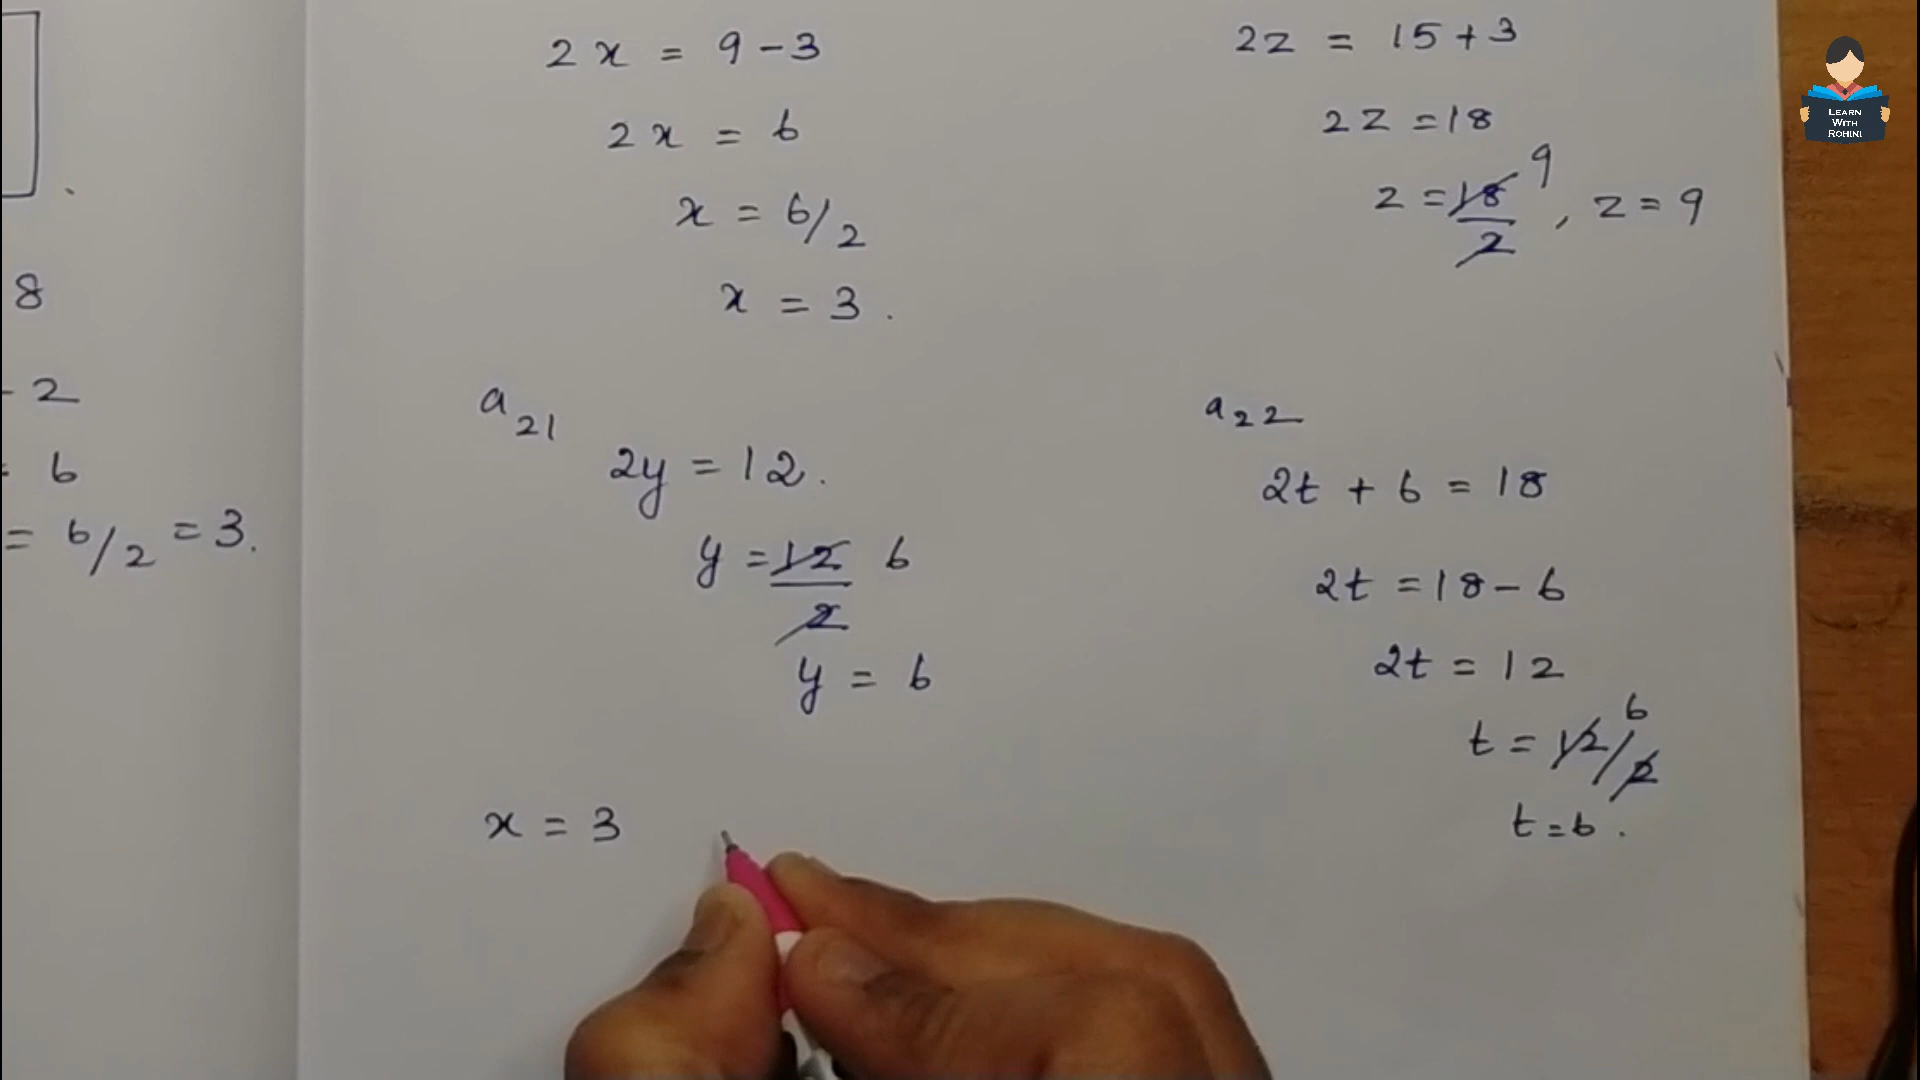 8
- 2
= 6
= 6/2 = 3.
2x = 9 - 3
2x = 6
x = 6/2
x = 3.
a21
2y = 12.
y = 12/2 6
y = 6
x = 3
2z = 15 + 3
2z = 18
z = 18/2 9, z = 9
a22
2t + 6 = 18
2t = 18 - 6
2t = 12
t = 12/2 6
t = 6.
LEARN
WITH
ROHINI